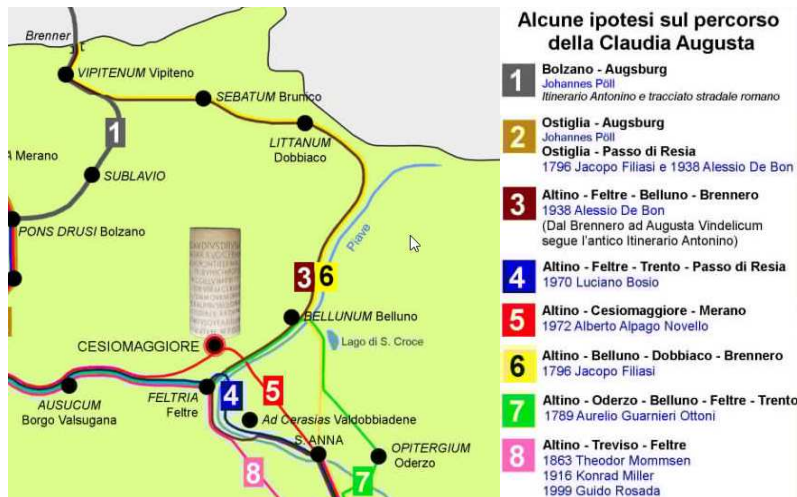 Brenner
VIPITENUM Vipiteno
SEBATUM Brunico
1
LITTANUM
Dobbiaco
A Merano
SUBLAVIO
PONS DRUSI Bolzano
Piave
3 6
BELLUNUM Belluno
CESIOMAGGIORE
Lago di S. Croce
AUSUCUM
Borgo Valsugana
FELTRIA
Feltre
4
5
Ad Cerasias Valdobbiadene
S. ANNA
OPITERGIUM
Oderzo
8
7
Alcune ipotesi sul percorso
della Claudia Augusta
1
Bolzano - Augsburg
Johannes Pöll
Itinerario Antonino e tracciato stradale romano
2
Ostiglia - Augsburg
Johannes Pöll
Ostiglia - Passo di Resia
1796 Jacopo Filiasi e 1938 Alessio De Bon
3
Altino - Feltre - Belluno - Brennero
1938 Alessio De Bon
(Dal Brennero ad Augusta Vindelicum
segue l'antico Itinerario Antonino)
4
Altino - Feltre - Trento - Passo di Resia
1970 Luciano Bosio
5
Altino - Cesiomaggiore - Merano
1972 Alberto Alpago Novello
6
Altino - Belluno - Dobbiaco - Brennero
1796 Jacopo Filiasi
7
Altino - Oderzo - Belluno - Feltre - Trento
1789 Aurelio Guarnieri Ottoni
8
Altino - Treviso - Feltre
1863 Theodor Mommsen
1916 Konrad Miller
1999 Guido Rosada